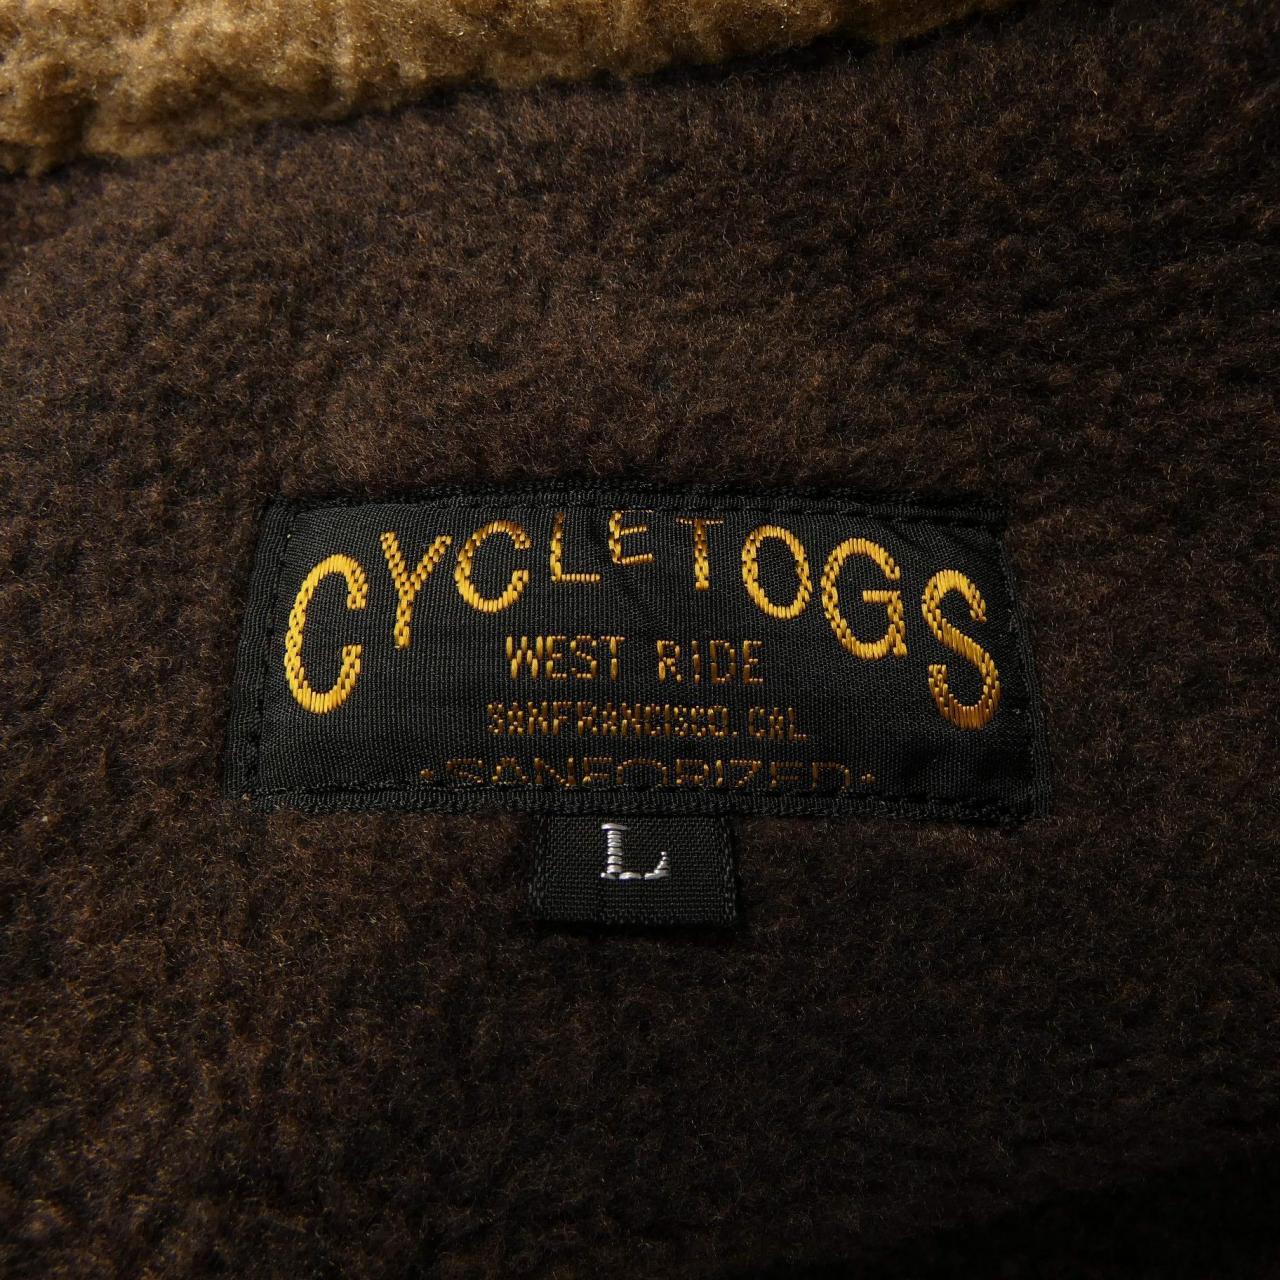 CYCLETOGS
WEST RIDE
SANFRANCISCO. CAL
·SANFORIZED·
L